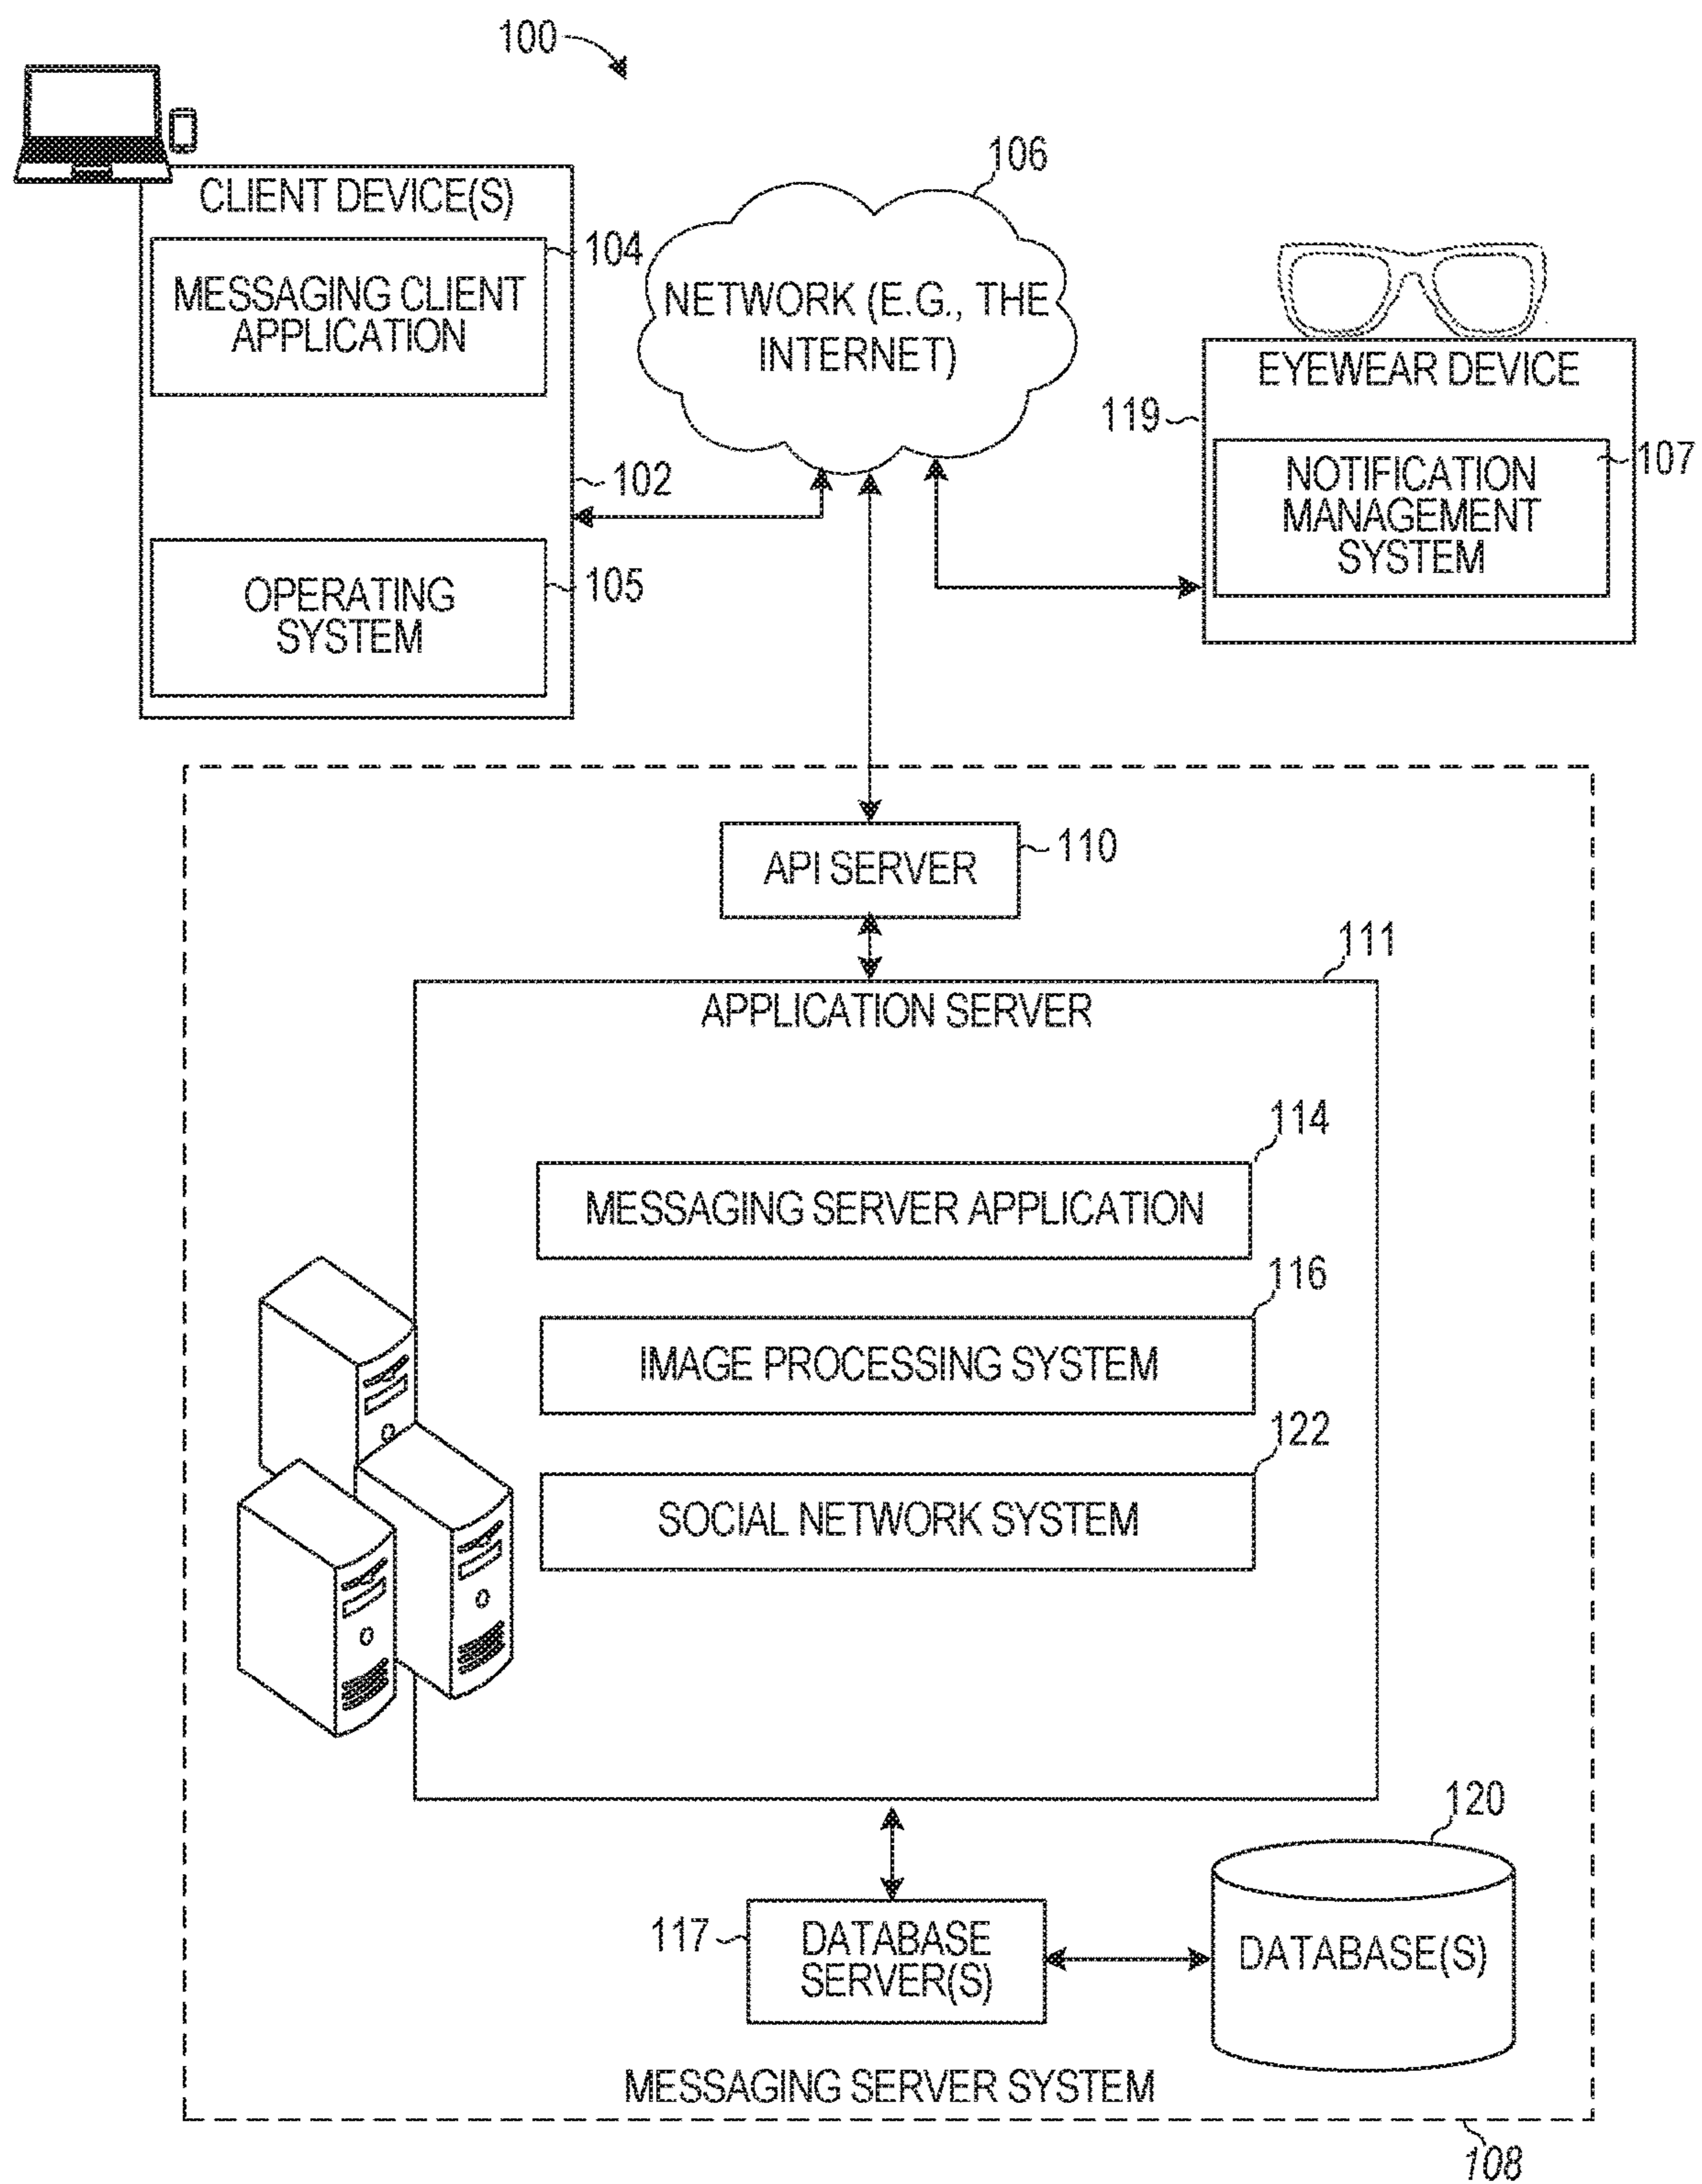 100
106
CLIENT DEVICE(S)
104
MESSAGING CLIENT
APPLICATION
NETWORK (E.G., THE
INTERNET)
EYEWEAR DEVICE
119
107
NOTIFICATION
MANAGEMENT
SYSTEM
102
105
OPERATING
SYSTEM
API SERVER
110
111
APPLICATION SERVER
114
MESSAGING SERVER APPLICATION
116
IMAGE PROCESSING SYSTEM
122
SOCIAL NETWORK SYSTEM
120
117
DATABASE
SERVER(S)
DATABASE(S)
MESSAGING SERVER SYSTEM
108